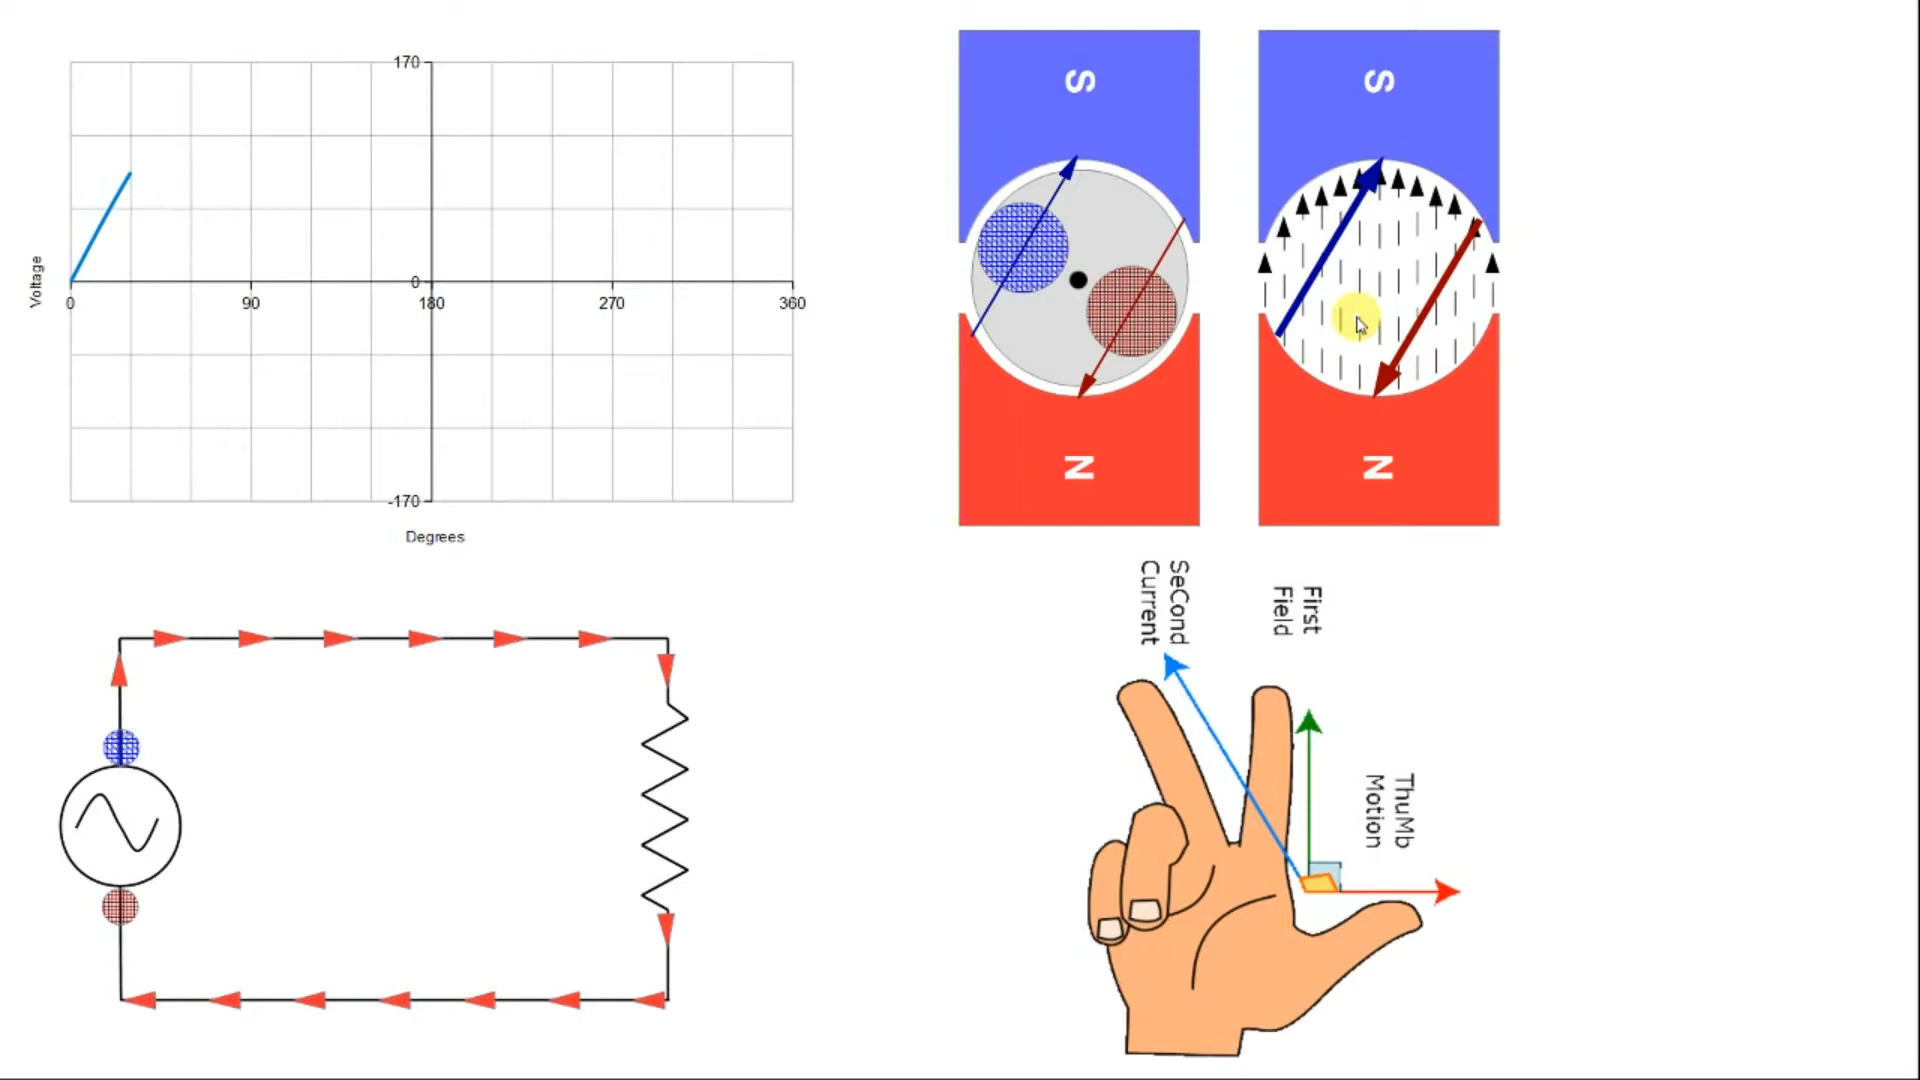 170
0
-170
Voltage
0
90
180
270
360
Degrees
S
S
N
N
SeCond
Current
First
Field
ThuMb
Motion